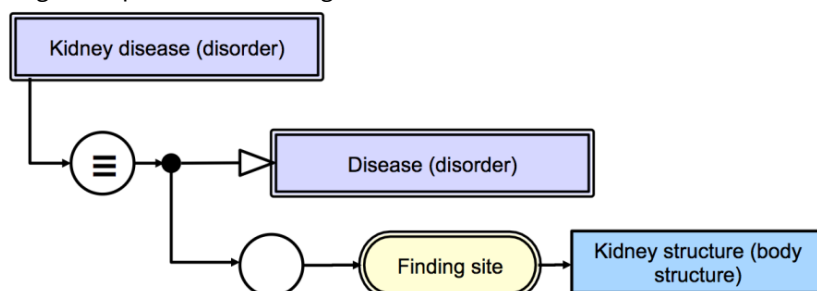 Kidney disease (disorder)
Disease (disorder)
Finding site
Kidney structure (body
structure)